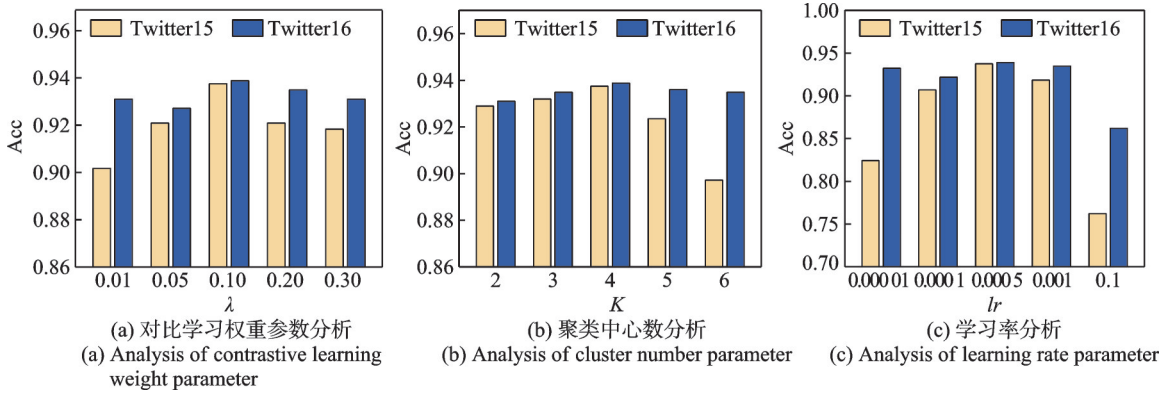 0.96
0.94
0.92
0.90
0.88
0.86
Acc
Twitter15 Twitter16
0.01 0.05 0.10 0.20 0.30
λ
(a) 对比学习权重参数分析
(a) Analysis of contrastive learning
weight parameter
0.96
0.94
0.92
0.90
0.88
0.86
Acc
Twitter15 Twitter16
2 3 4 5 6
K
(b) 聚类中心数分析
(b) Analysis of cluster number parameter
1.00
0.95
0.90
0.85
0.80
0.75
0.70
Acc
Twitter15 Twitter16
0.000 01 0.000 1 0.000 5 0.001 0.1
lr
(c) 学习率分析
(c) Analysis of learning rate parameter